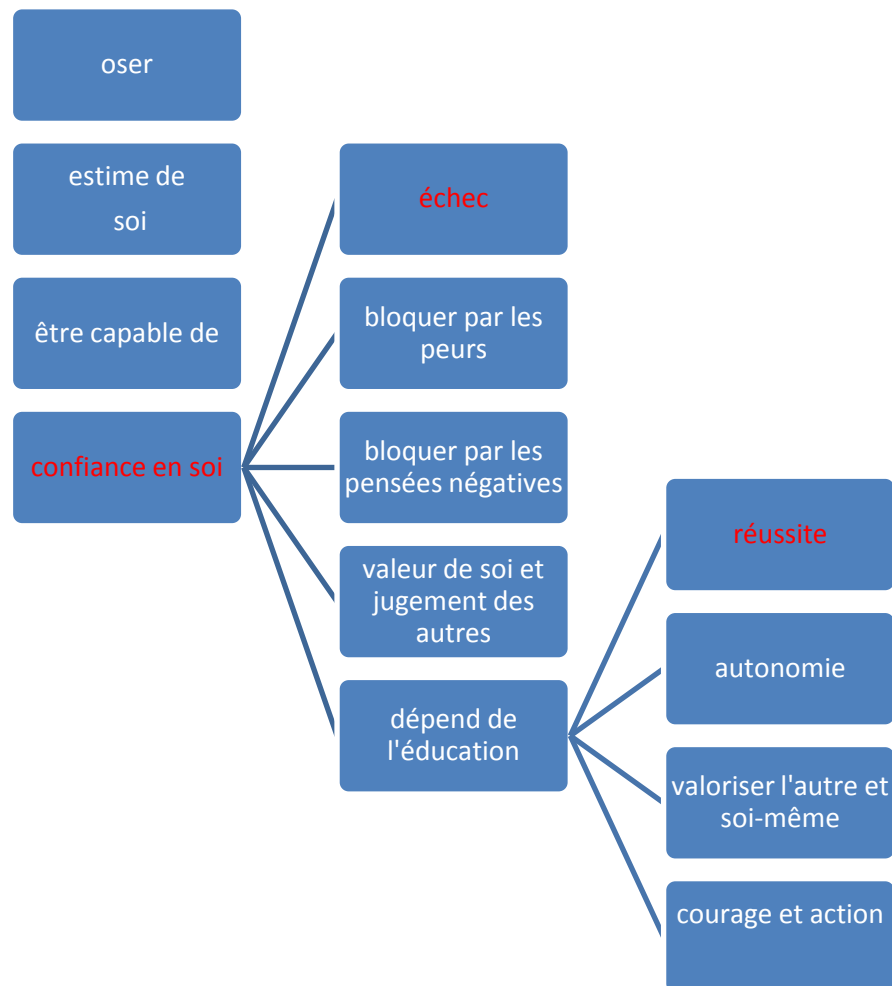 oser
estime de
soi
être capable de
confiance en soi
échec
bloquer par les
peurs
bloquer par les
pensées négatives
valeur de soi et
jugement des
autres
dépend de
l'éducation
réussite
autonomie
valoriser l'autre et
soi-même
courage et action